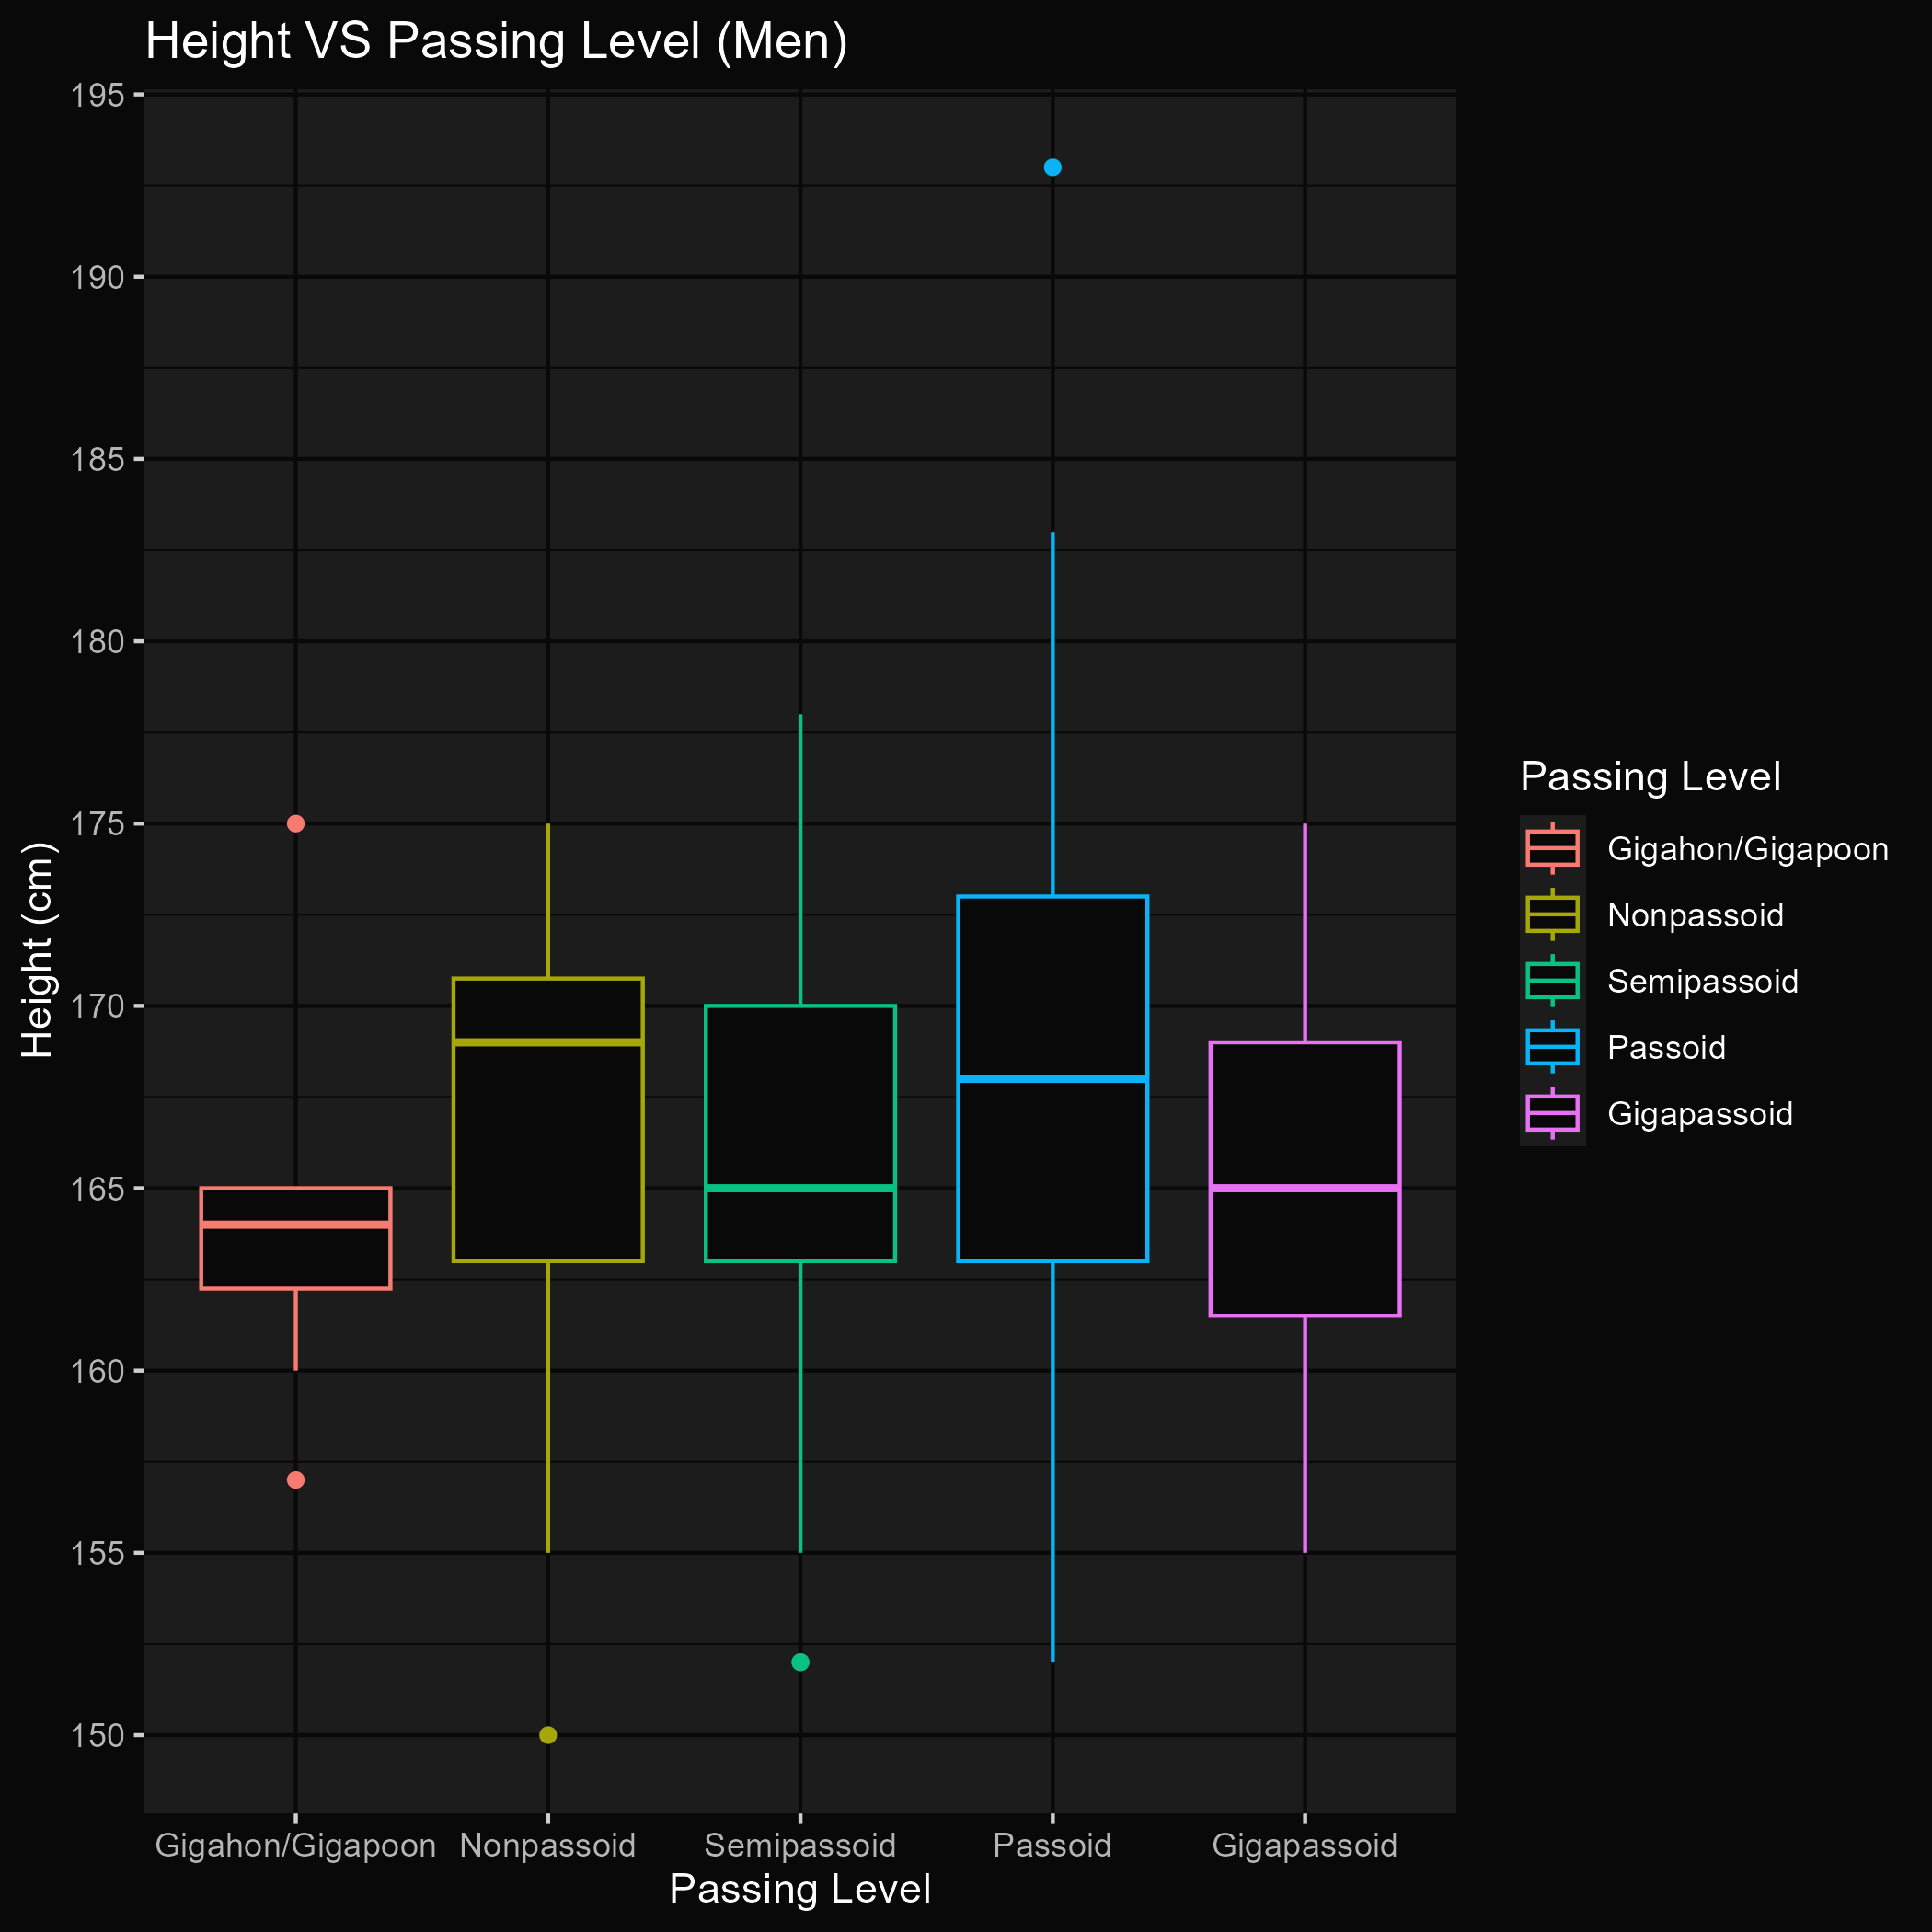 Height VS Passing Level (Men)
195
190
185
180
175
170
165
160
155
150
Height (cm)
Gigahon/Gigapoon Nonpassoid Semipassoid Passoid Gigapassoid
Passing Level
Passing Level
Gigahon/Gigapoon
Nonpassoid
Semipassoid
Passoid
Gigapassoid